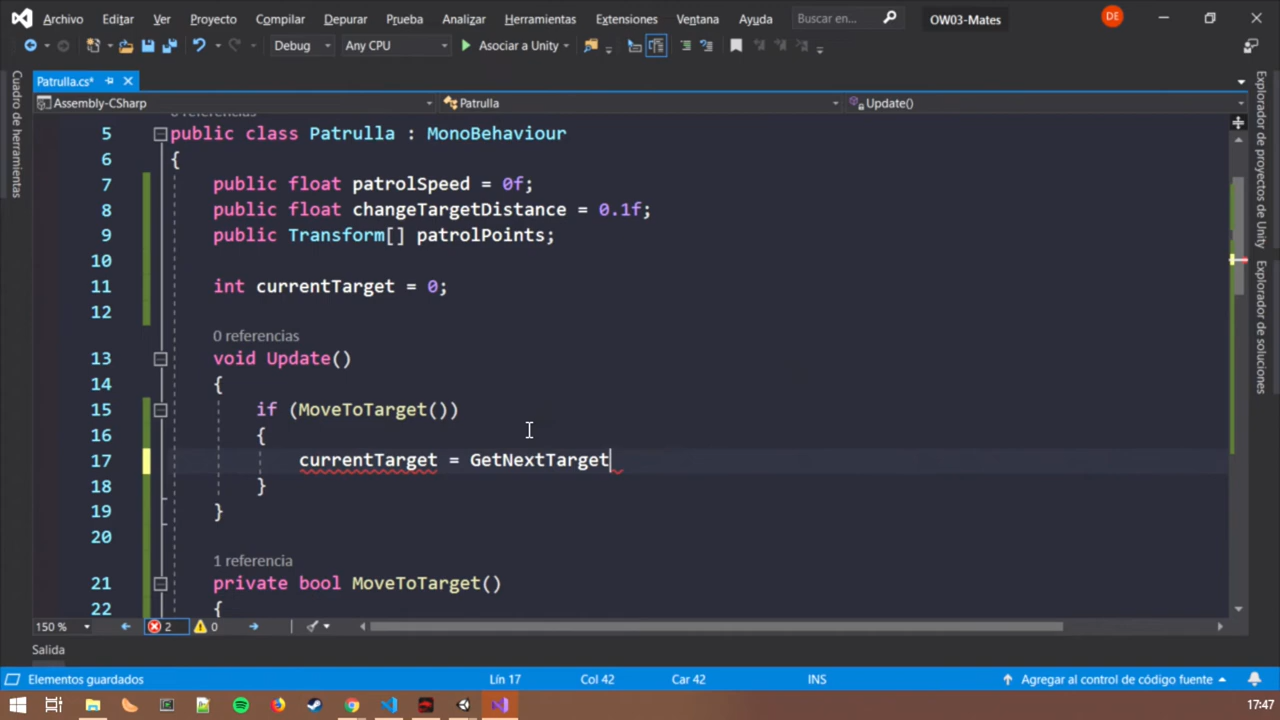 Archivo Editar Ver Proyecto Compilar Depurar Prueba Analizar Herramientas Extensiones Ventana Ayuda Buscar en... OW03-Mates DE
Debug Any CPU Asociar a Unity
Patrulla.cs*
Assembly-CSharp Patrulla Update()
Cuadro de herramientas
Explorador de proyectos de Unity
Explorador de soluciones
5 public class Patrulla : MonoBehaviour
6 {
7 public float patrolSpeed = 0f;
8 public float changeTargetDistance = 0.1f;
9 public Transform[] patrolPoints;
10
11 int currentTarget = 0;
12
0 referencias
13 void Update()
14 {
15 if (MoveToTarget())
16 {
17 currentTarget = GetNextTarget
18 }
19 }
20
1 referencia
21 private bool MoveToTarget()
22 {
150 % 2 0
Salida
Elementos guardados Lín 17 Col 42 Car 42 INS Agregar al control de código fuente
17:47